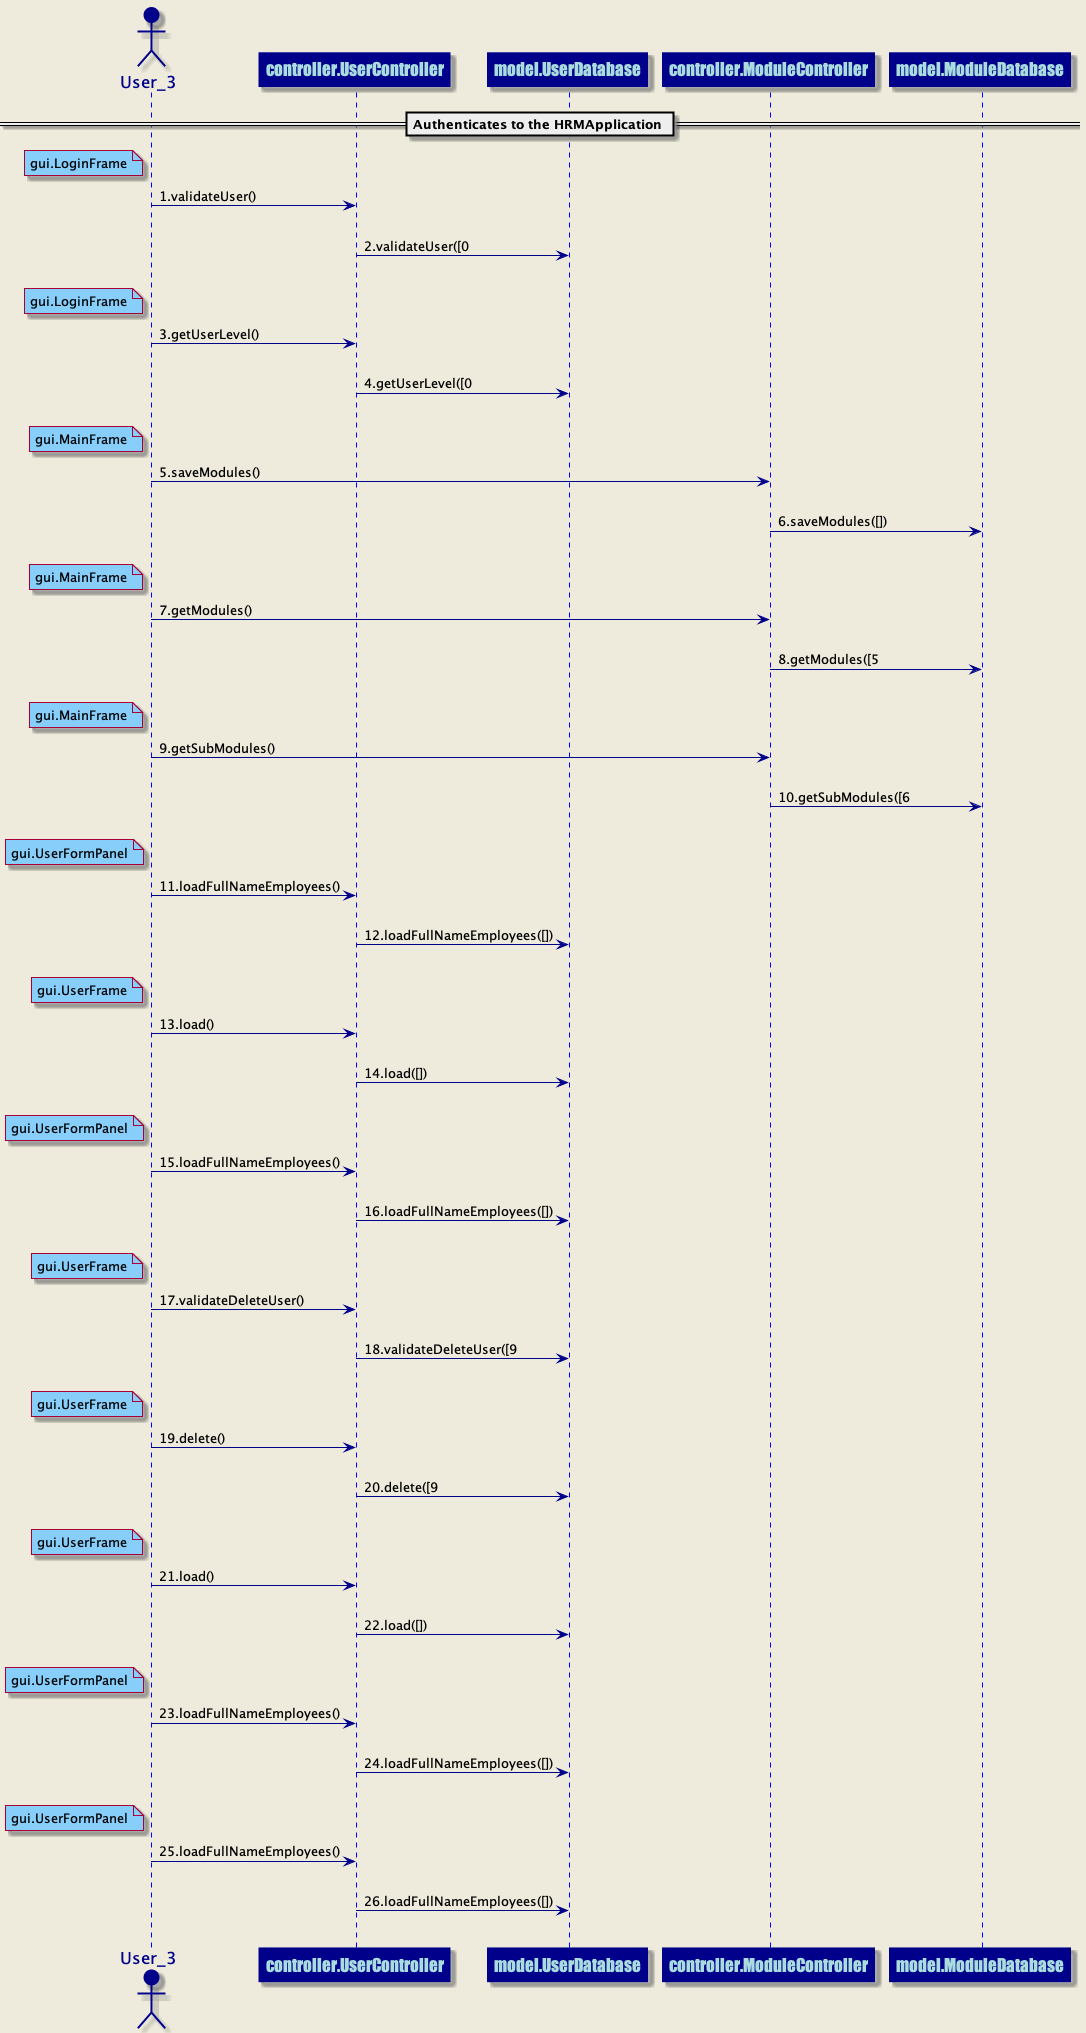 User_3
controller.UserController
model.UserDatabase
controller.ModuleController
model.ModuleDatabase
Authenticates to the HRMApplication
gui.LoginFrame
1.validateUser()
2.validateUser([0
gui.LoginFrame
3.getUserLevel()
4.getUserLevel([0
gui.MainFrame
5.saveModules()
6.saveModules([])
gui.MainFrame
7.getModules()
8.getModules([5
gui.MainFrame
9.getSubModules()
10.getSubModules([6
gui.UserFormPanel
11.loadFullNameEmployees()
12.loadFullNameEmployees([])
gui.UserFrame
13.load()
14.load([])
gui.UserFormPanel
15.loadFullNameEmployees()
16.loadFullNameEmployees([])
gui.UserFrame
17.validateDeleteUser()
18.validateDeleteUser([9
gui.UserFrame
19.delete()
20.delete([9
gui.UserFrame
21.load()
22.load([])
gui.UserFormPanel
23.loadFullNameEmployees()
24.loadFullNameEmployees([])
gui.UserFormPanel
25.loadFullNameEmployees()
26.loadFullNameEmployees([])
User_3
controller.UserController
model.UserDatabase
controller.ModuleController
model.ModuleDatabase